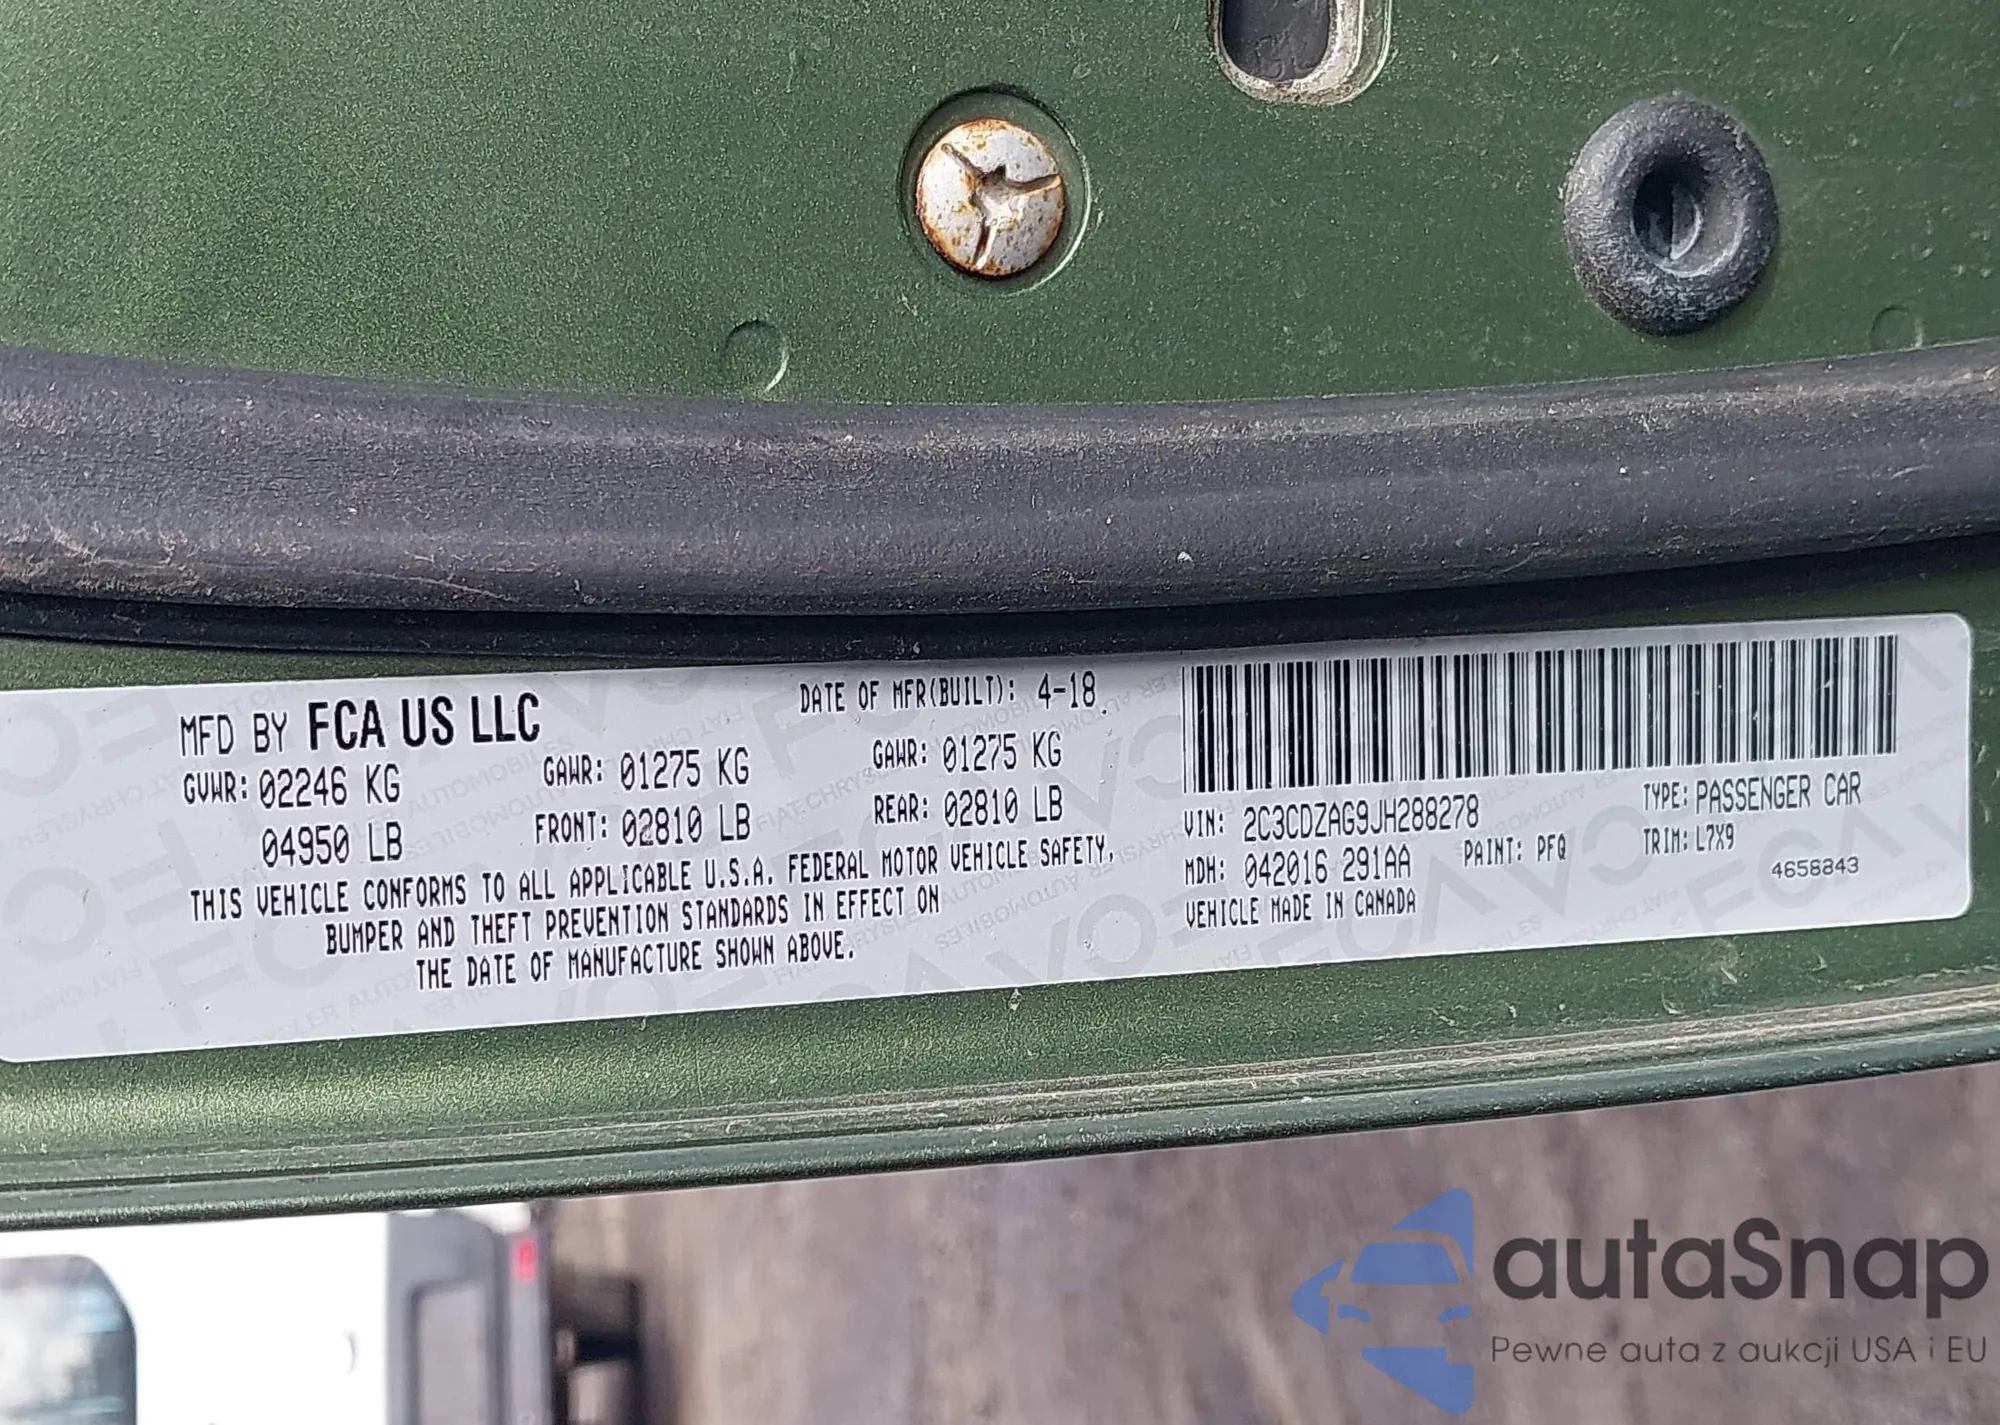 MFD BY FCA US LLC
DATE OF MFR(BUILT): 4-18
GVWR: 02246 KG
04950 LB
GAWR: 01275 KG
FRONT: 02810 LB
GAWR: 01275 KG
REAR: 02810 LB
THIS VEHICLE CONFORMS TO ALL APPLICABLE U.S.A. FEDERAL MOTOR VEHICLE SAFETY,
BUMPER AND THEFT PREVENTION STANDARDS IN EFFECT ON
THE DATE OF MANUFACTURE SHOWN ABOVE.
VIN: 2C3CDZAG9JH288278
TYPE: PASSENGER CAR
MDH: 042016 291AA
PAINT: PFQ
TRIM: L7X9
VEHICLE MADE IN CANADA
4658843
autaSnap
Pewne auta z aukcji USA i EU